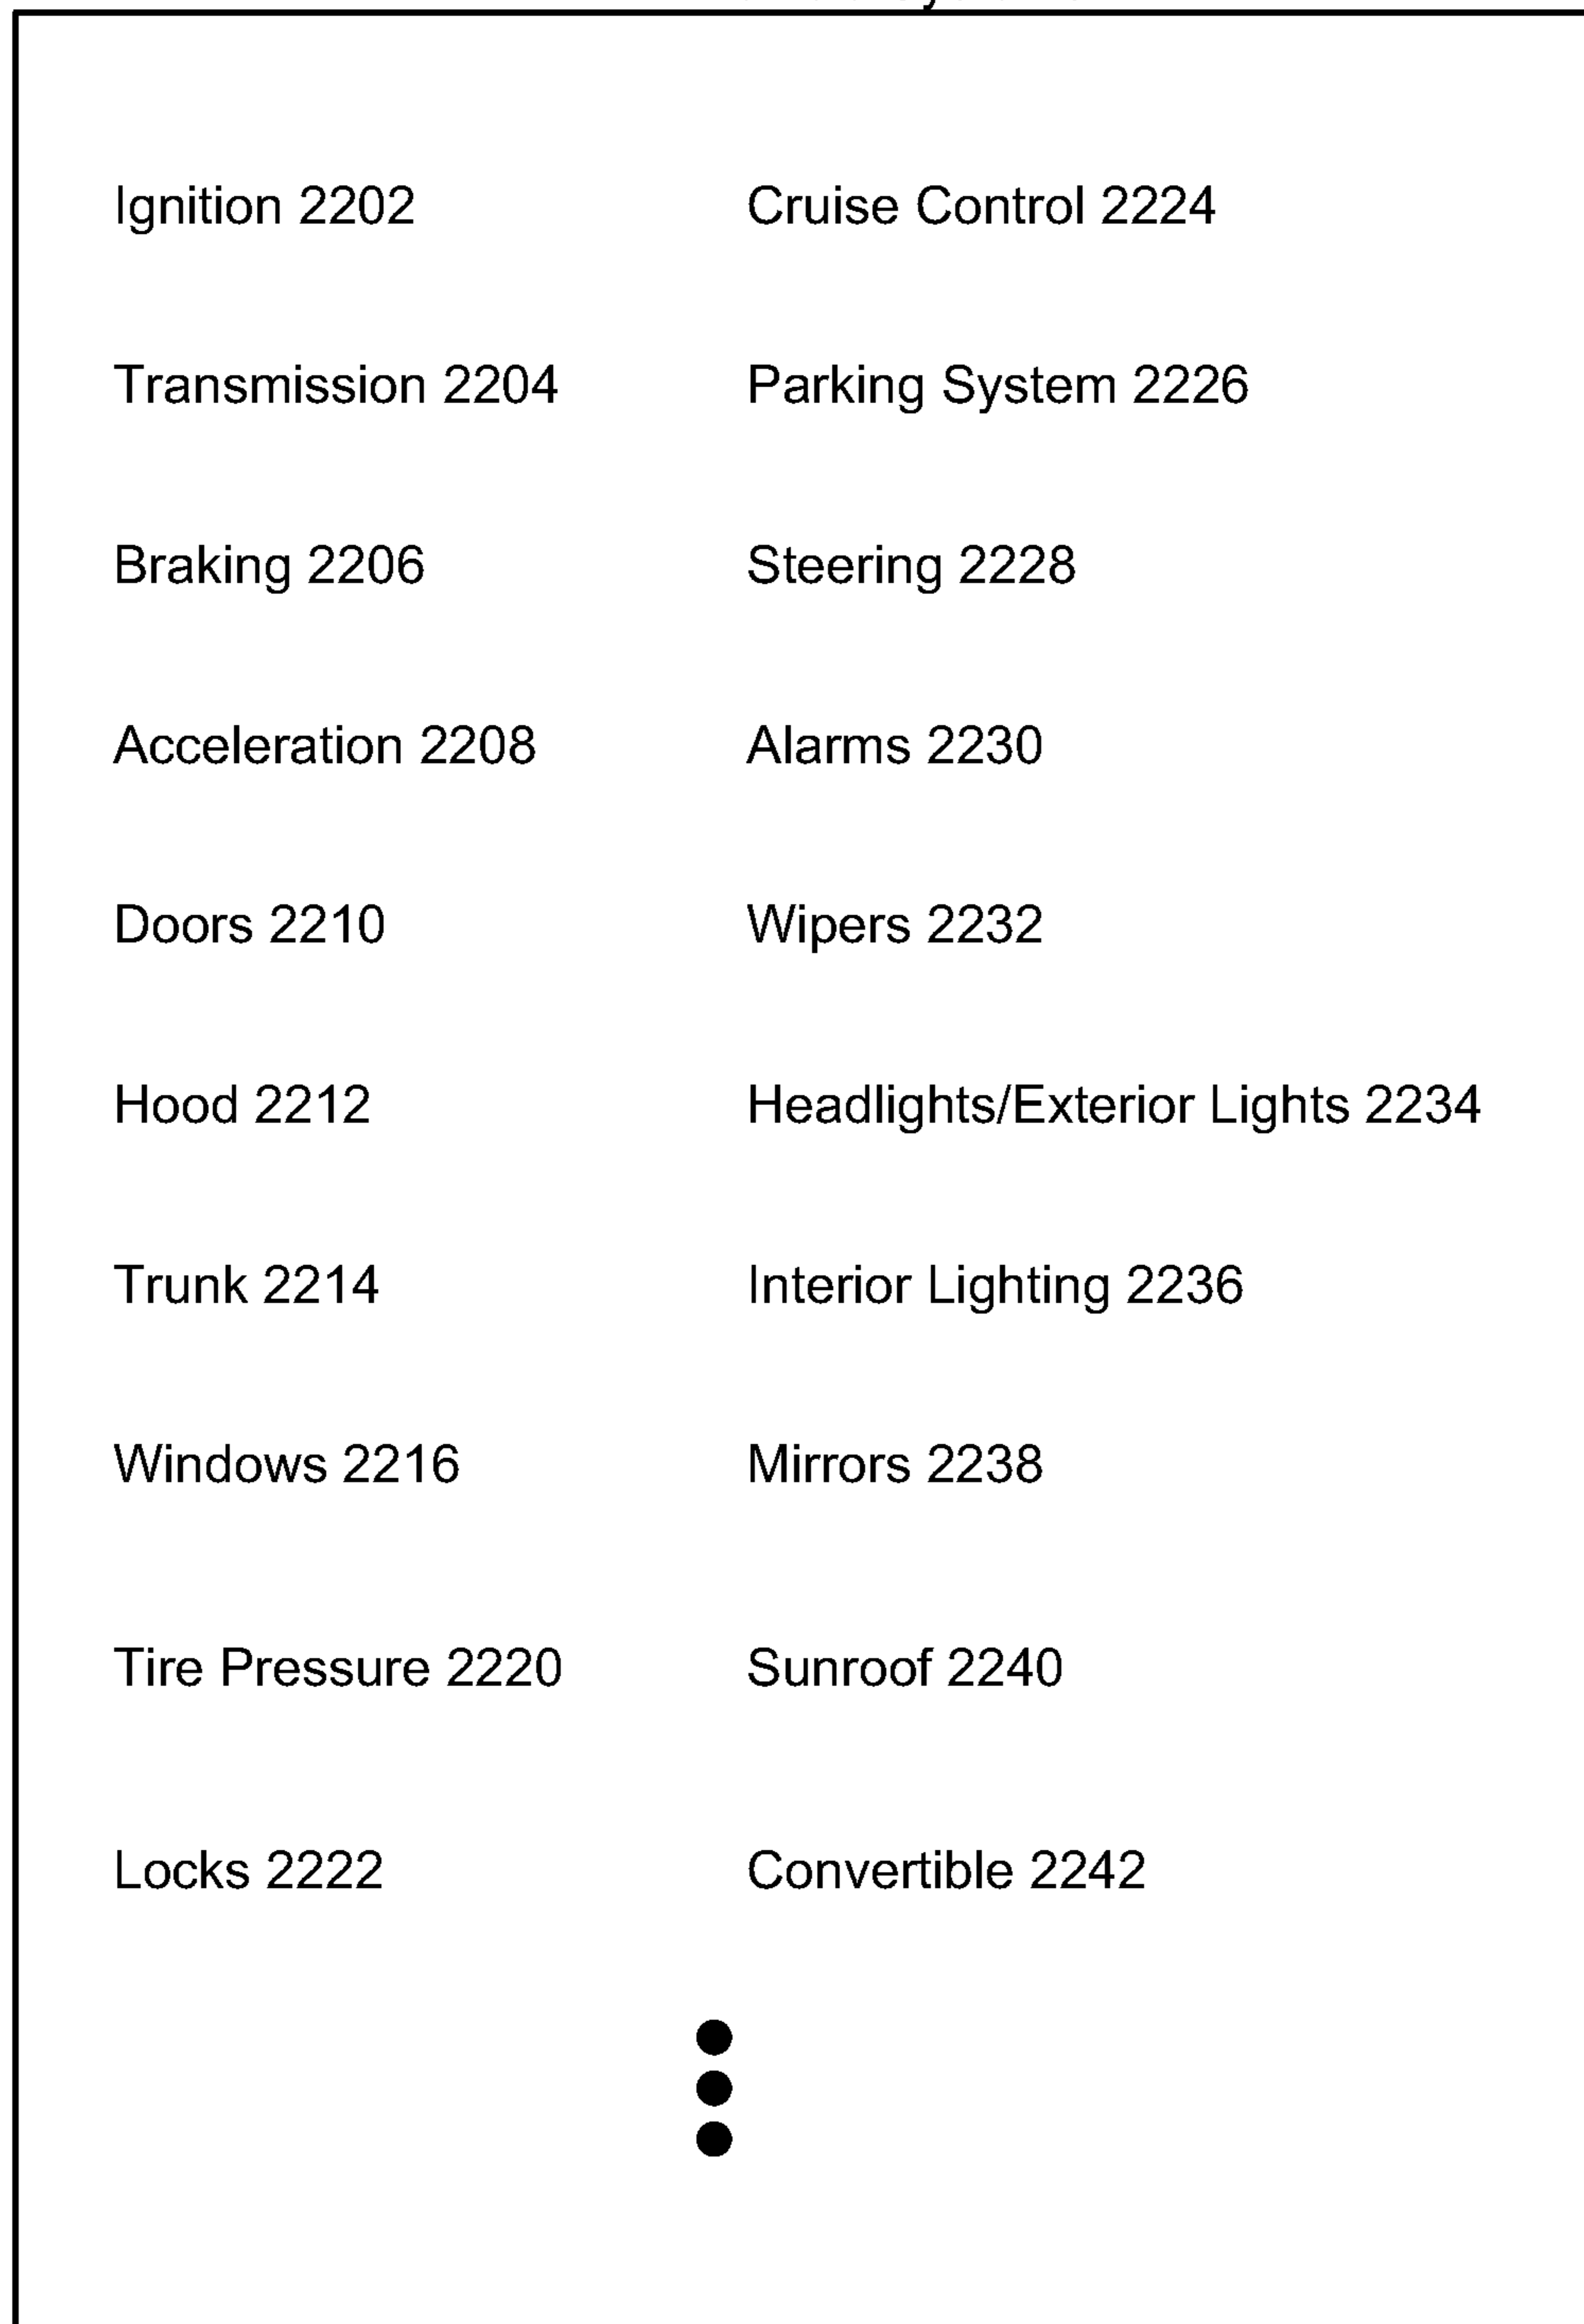 Ignition 2202
Cruise Control 2224
Transmission 2204
Parking System 2226
Braking 2206
Steering 2228
Acceleration 2208
Alarms 2230
Doors 2210
Wipers 2232
Hood 2212
Headlights/Exterior Lights 2234
Trunk 2214
Interior Lighting 2236
Windows 2216
Mirrors 2238
Tire Pressure 2220
Sunroof 2240
Locks 2222
Convertible 2242